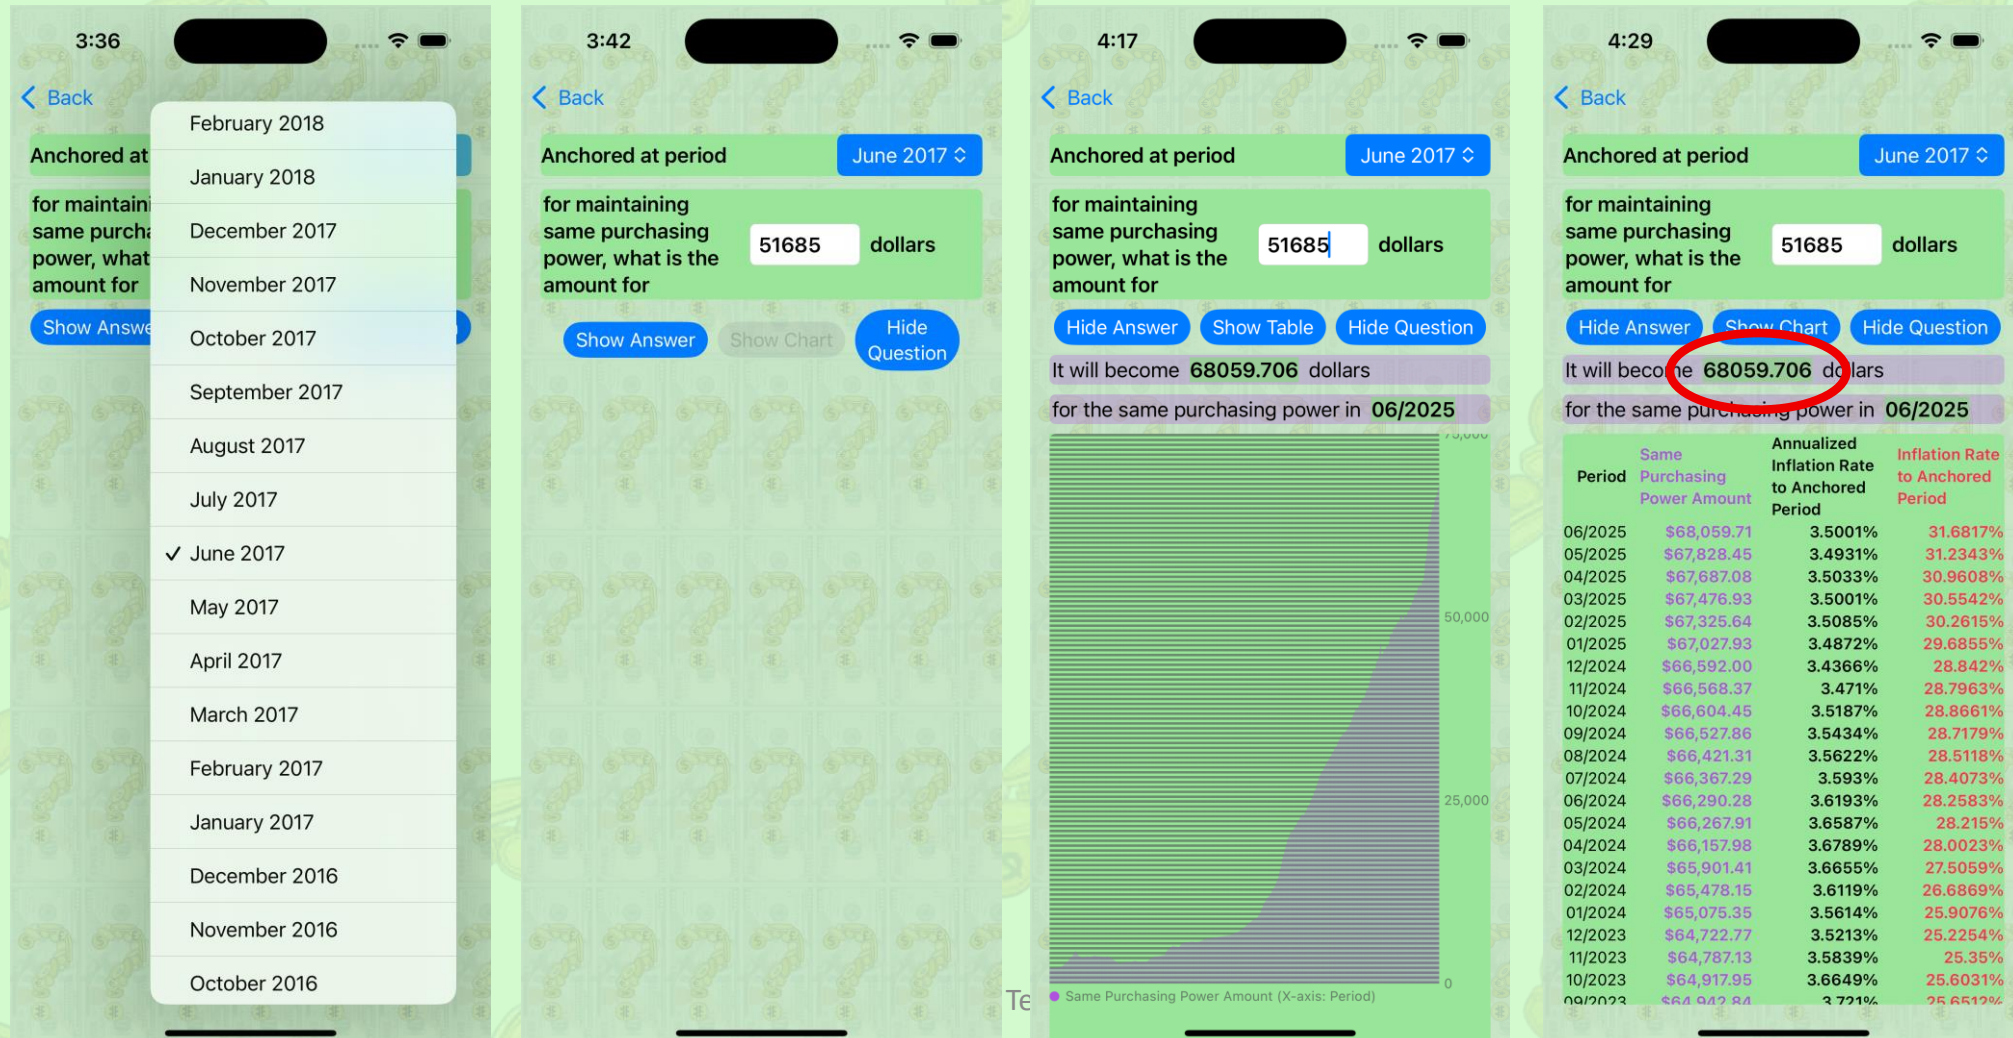 3:36
Back
Anchored at
for maintaini
same purcha
power, what
amount for
Show Answe
February 2018
January 2018
December 2017
November 2017
October 2017
September 2017
August 2017
July 2017
✓ June 2017
May 2017
April 2017
March 2017
February 2017
January 2017
December 2016
November 2016
October 2016
3:42
Back
Anchored at period
June 2017
for maintaining
same purchasing
power, what is the
amount for
51685 dollars
Show Answer
Show Chart
Hide
Question
4:17
Back
Anchored at period
June 2017
for maintaining
same purchasing
power, what is the
amount for
51685 dollars
Hide Answer
Show Table
Hide Question
It will become 68059.706 dollars
for the same purchasing power in 06/2025
75,000
50,000
25,000
0
Te
Same Purchasing Power Amount (X-axis: Period)
4:29
Back
Anchored at period
June 2017
for maintaining
same purchasing
power, what is the
amount for
51685 dollars
Hide Answer
Show Chart
Hide Question
It will become 68059.706 dollars
for the same purchasing power in 06/2025
Period
Same
Purchasing
Power Amount
Annualized
Inflation Rate
to Anchored
Period
Inflation Rate
to Anchored
Period
06/2025 $68,059.71 3.5001% 31.6817%
05/2025 $67,828.45 3.4931% 31.2343%
04/2025 $67,687.08 3.5033% 30.9608%
03/2025 $67,476.93 3.5001% 30.5542%
02/2025 $67,325.64 3.5085% 30.2615%
01/2025 $67,027.93 3.4872% 29.6855%
12/2024 $66,592.00 3.4366% 28.842%
11/2024 $66,568.37 3.471% 28.7963%
10/2024 $66,604.45 3.5187% 28.8661%
09/2024 $66,527.86 3.5434% 28.7179%
08/2024 $66,421.31 3.5622% 28.5118%
07/2024 $66,367.29 3.593% 28.4073%
06/2024 $66,290.28 3.6193% 28.2583%
05/2024 $66,267.91 3.6587% 28.215%
04/2024 $66,157.98 3.6789% 28.0023%
03/2024 $65,901.41 3.6655% 27.5059%
02/2024 $65,478.15 3.6119% 26.6869%
01/2024 $65,075.35 3.5614% 25.9076%
12/2023 $64,722.77 3.5213% 25.2254%
11/2023 $64,787.13 3.5839% 25.35%
10/2023 $64,917.95 3.6649% 25.6031%
09/2023 $64,942.84 3.721% 25.6512%